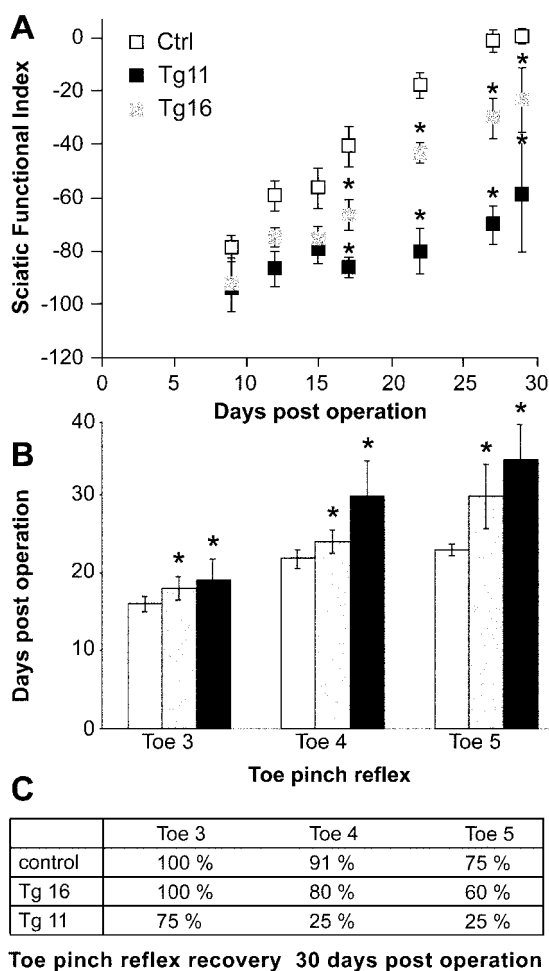 A
Ctrl
Tg11
Tg16
Sciatic Functional Index
0
-20
-40
-60
-80
-100
-120
* * * * * * * *
0 5 10 15 20 25 30
Days post operation
B
Days post operation
40
30
20
10
0
* * * * * *
Toe 3 Toe 4 Toe 5
Toe pinch reflex
C
Toe 3 Toe 4 Toe 5
control 100 % 91 % 75 %
Tg 16 100 % 80 % 60 %
Tg 11 75 % 25 % 25 %
Toe pinch reflex recovery 30 days post operation